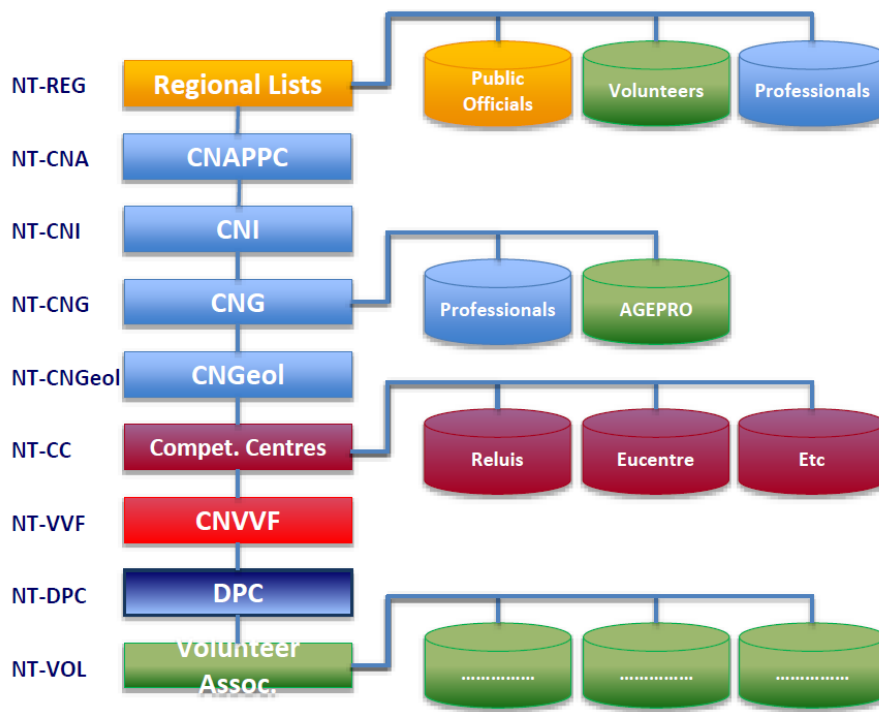 NT-REG
Regional Lists
Public
Officials
Volunteers
Professionals
NT-CNA
CNAPPC
NT-CNI
CNI
NT-CNG
CNG
Professionals
AGEPRO
NT-CNGeol
CNGeol
NT-CC
Compet. Centres
Reluis
Eucentre
Etc
NT-VVF
CNVVF
NT-DPC
DPC
NT-VOL
Volunteer
Assoc.
……………
……………
……………